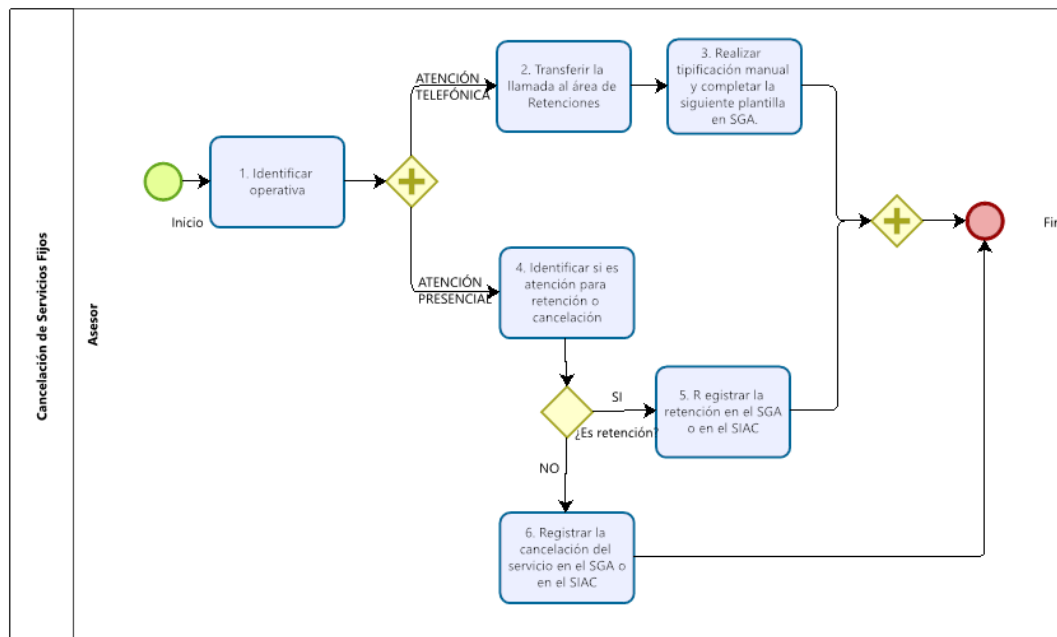 Cancelación de Servicios Fijos
Asesor
Inicio
1. Identificar
operativa
ATENCIÓN
TELEFÓNICA
2. Transferir la
llamada al área de
Retenciones
3. Realizar
tipificación manual
y completar la
siguiente plantilla
en SGA.
ATENCIÓN
PRESENCIAL
4. Identificar si es
atención para
retención o
cancelación
¿Es retención?
SI
5. R egistrar la
retención en el SGA
o en el SIAC
NO
6. Registrar la
cancelación del
servicio en el SGA o
en el SIAC
Fin